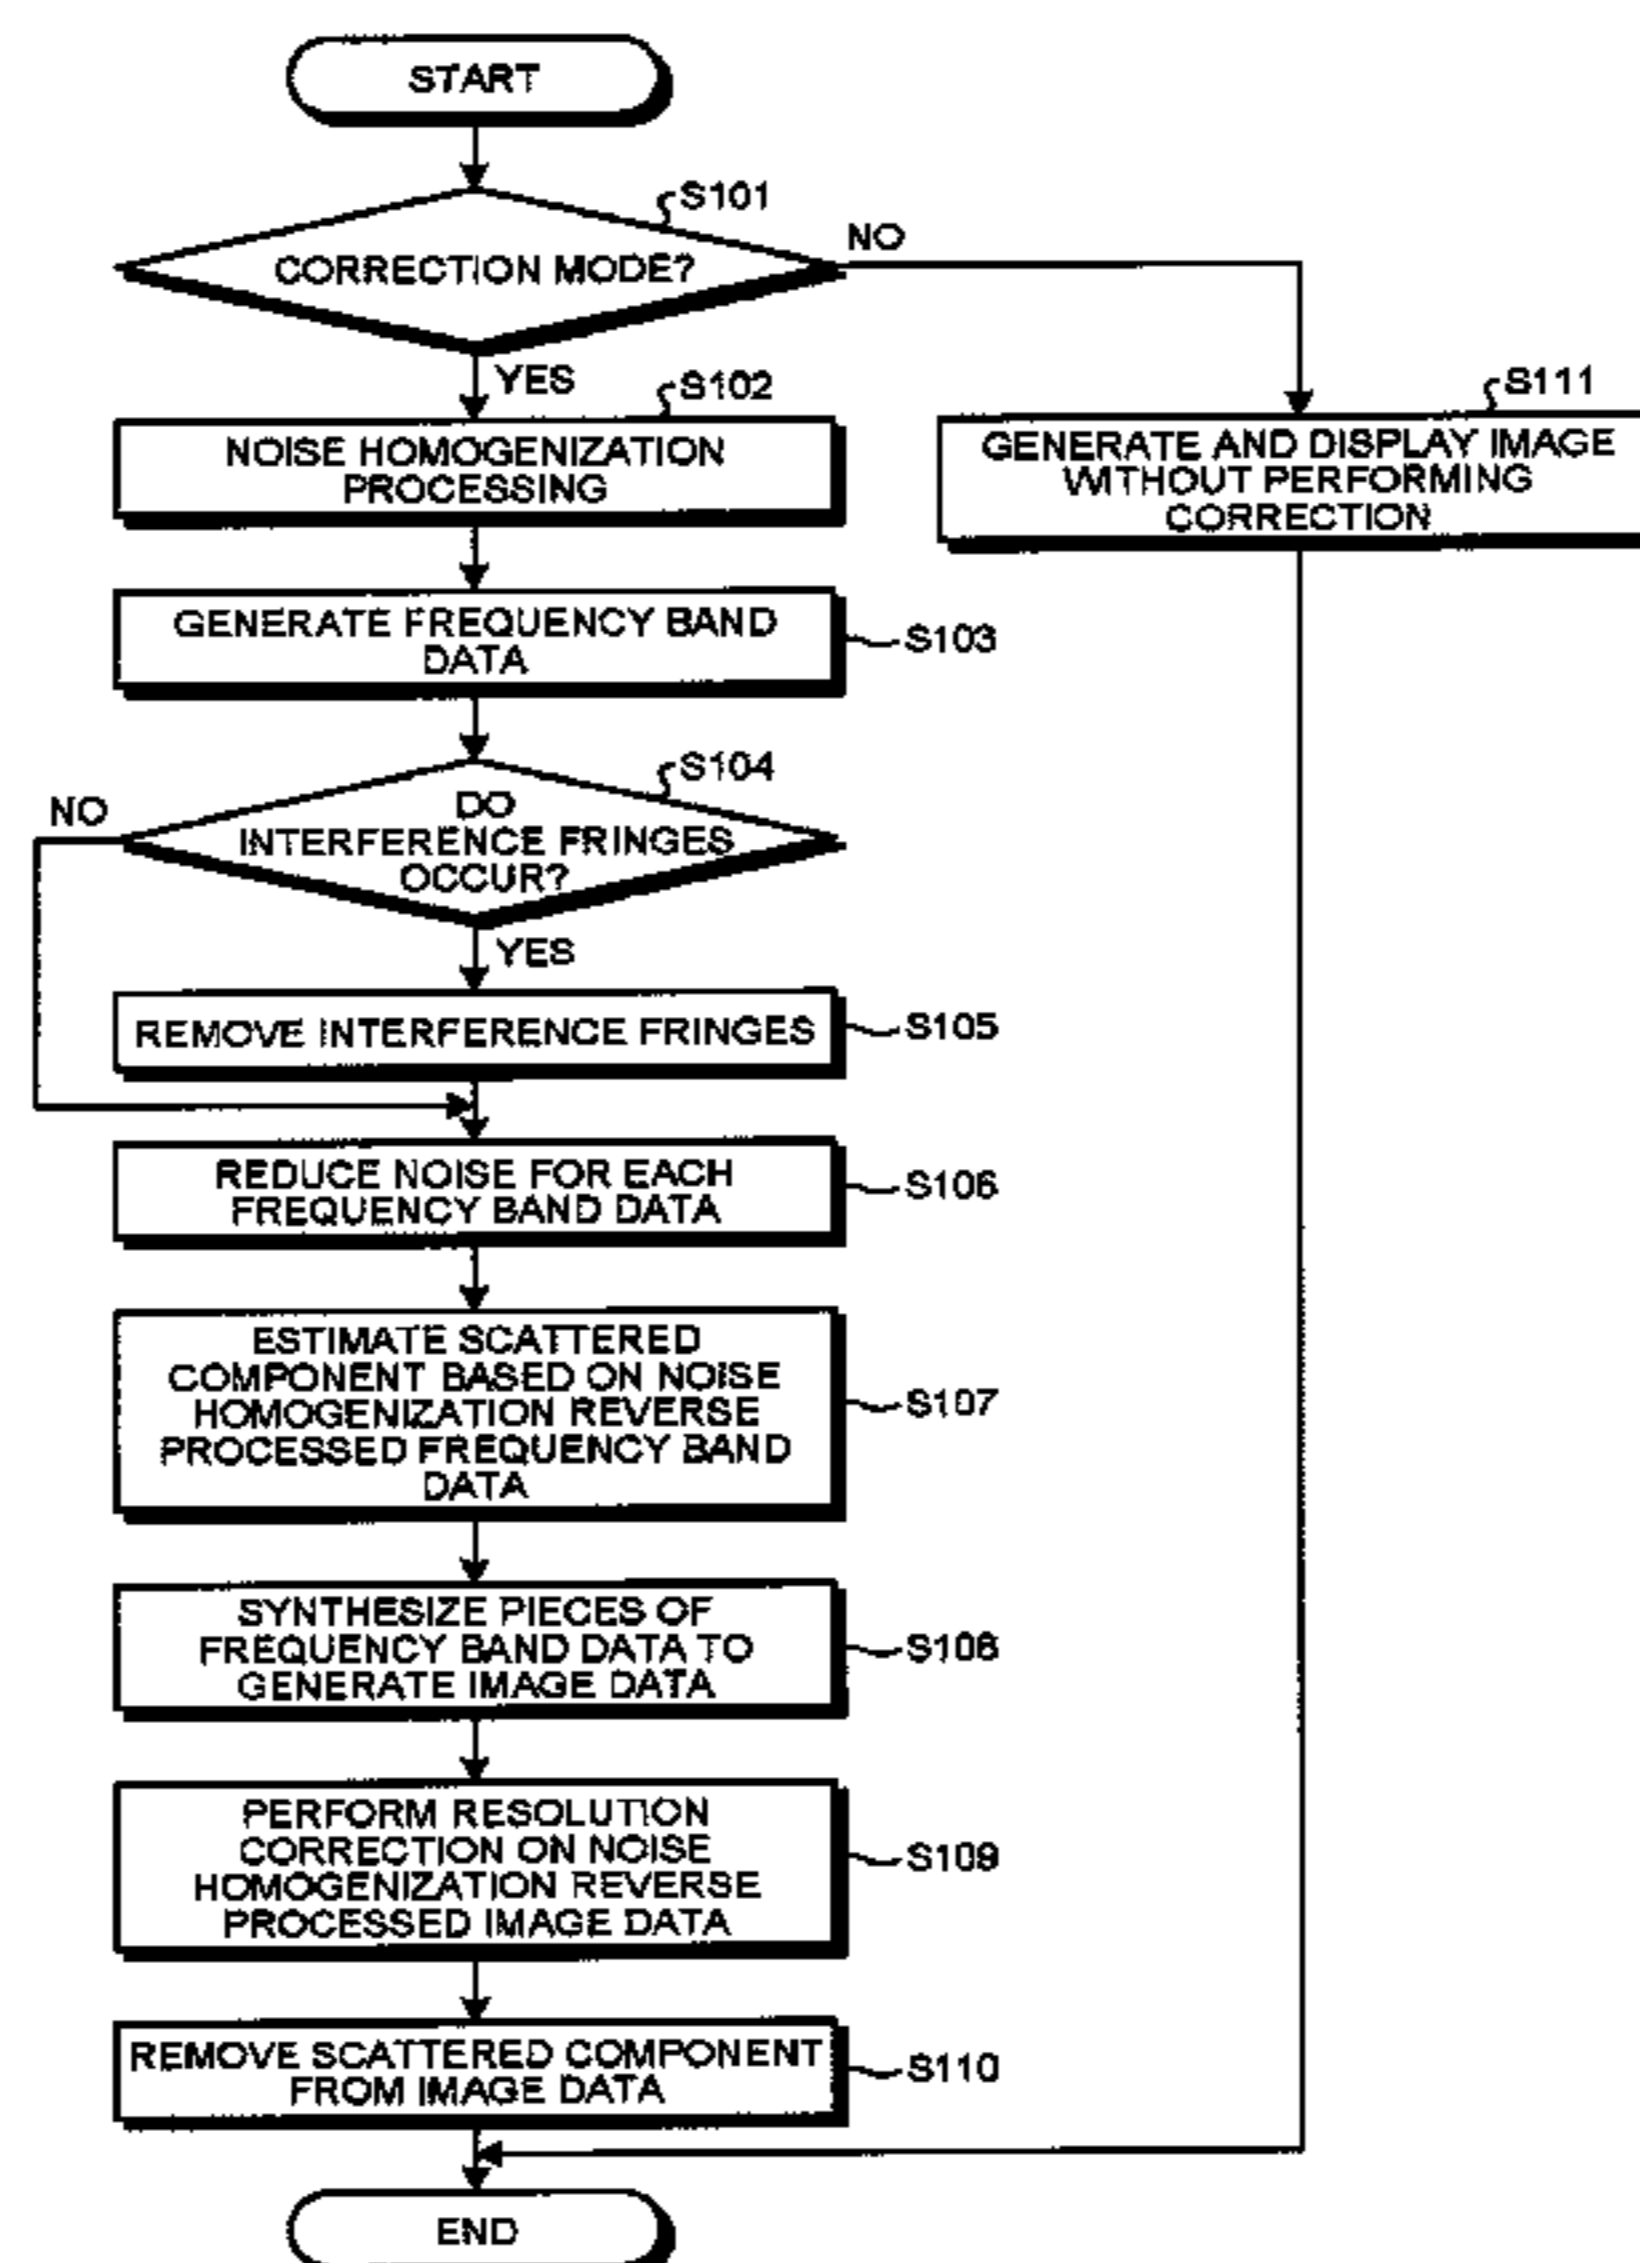 START
S101
CORRECTION MODE?
NO
YES
S102
NOISE HOMOGENIZATION
PROCESSING
S111
GENERATE AND DISPLAY IMAGE
WITHOUT PERFORMING
CORRECTION
GENERATE FREQUENCY BAND
DATA
S103
S104
NO
DO
INTERFERENCE FRINGES
OCCUR?
YES
REMOVE INTERFERENCE FRINGES
S105
REDUCE NOISE FOR EACH
FREQUENCY BAND DATA
S106
ESTIMATE SCATTERED
COMPONENT BASED ON NOISE
HOMOGENIZATION REVERSE
PROCESSED FREQUENCY BAND
DATA
S107
SYNTHESIZE PIECES OF
FREQUENCY BAND DATA TO
GENERATE IMAGE DATA
S108
PERFORM RESOLUTION
CORRECTION ON NOISE
HOMOGENIZATION REVERSE
PROCESSED IMAGE DATA
S109
REMOVE SCATTERED COMPONENT
FROM IMAGE DATA
S110
END